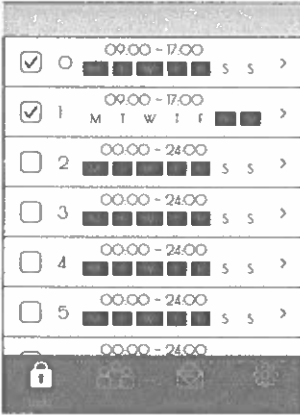 09:00 - 17:00
0 M T W T F S S >
09:00 - 17:00
1 M T W T F >
00:00 - 24:00
2 S S >
00:00 - 24:00
3 S S >
00:00 - 24:00
4 S S >
00:00 - 24:00
5 S S >
00:00 - 24:00